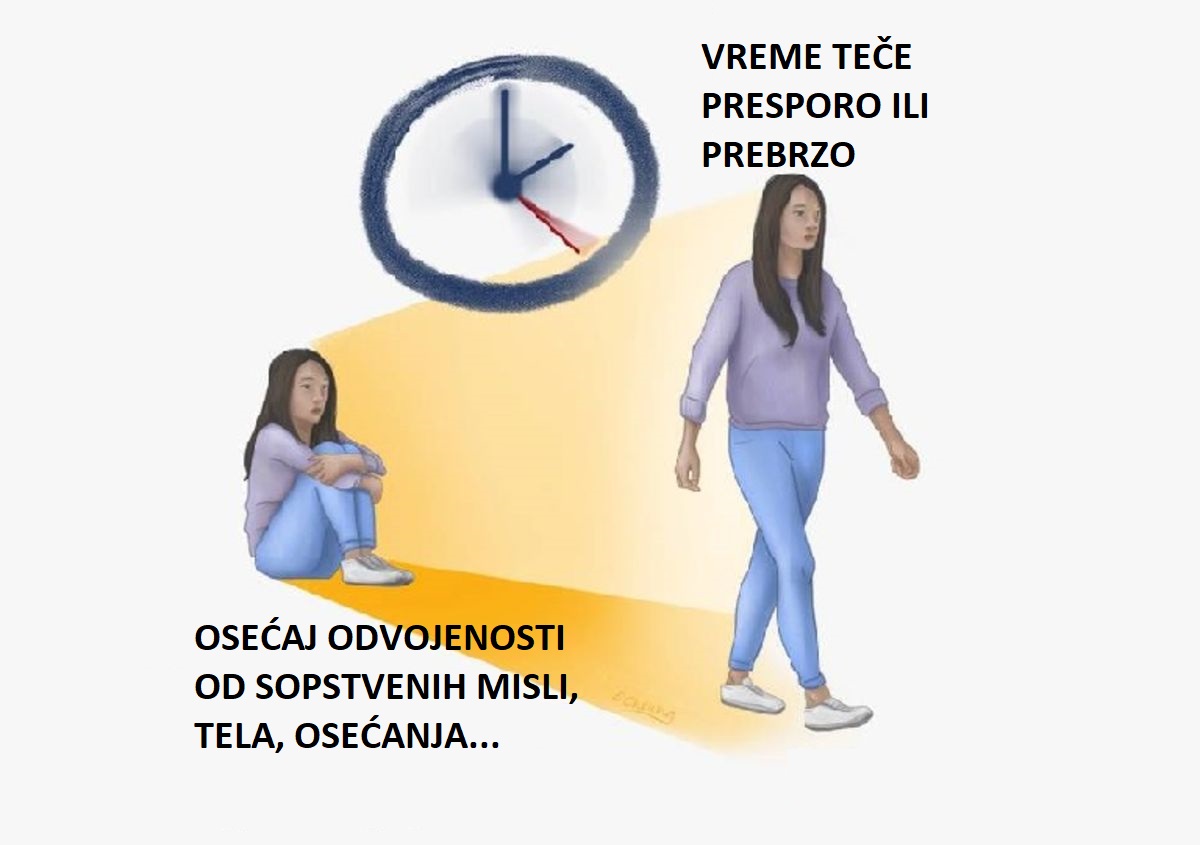 VREME TEČE
PRESPORO ILI
PREBRZO
OSEĆAJ ODVOJENOSTI
OD SOPSTVENIH MISLI,
TELA, OSEĆANJA...